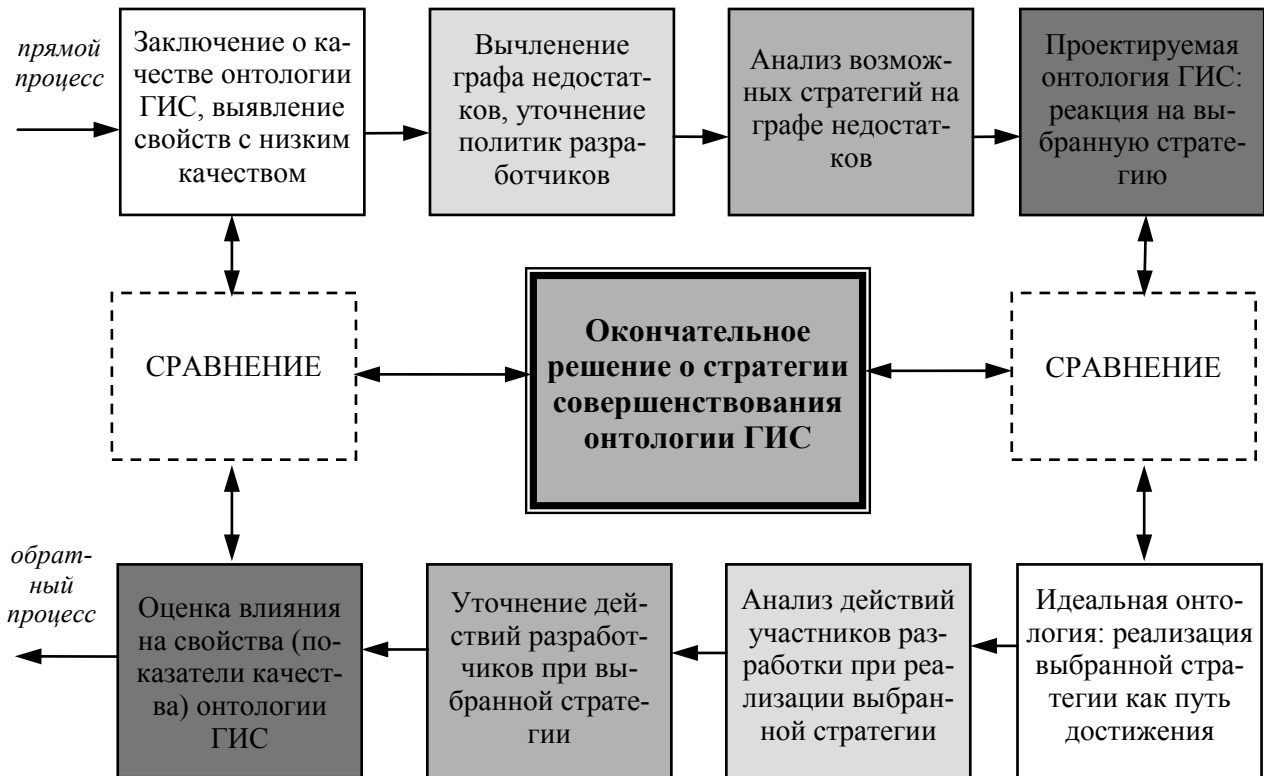 прямой
процесс
Заключение о ка-
честве онтологии
ГИС, выявление
свойств с низким
качеством
Вычленение
графа недостат-
ков, уточнение
политик разра-
ботчиков
Анализ возмож-
ных стратегий на
графе недостат-
ков
Проектируемая
онтология ГИС:
реакция на вы-
бранную страте-
гию
СРАВНЕНИЕ
Окончательное
решение о стратегии
совершенствования
онтологии ГИС
СРАВНЕНИЕ
обрат-
ный
процесс
Оценка влияния
на свойства (по-
казатели качест-
ва) онтологии
ГИС
Уточнение дей-
ствий разработ-
чиков при вы-
бранной страте-
гии
Анализ действий
участников раз-
работки при реа-
лизации выбран-
ной стратегии
Идеальная онто-
логия: реализация
выбранной стра-
тегии как путь
достижения